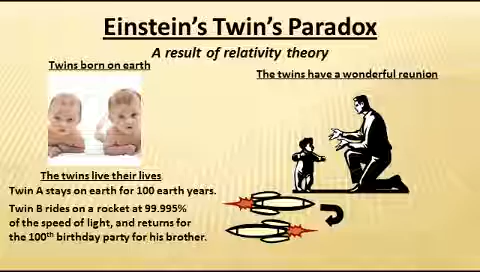 Einstein's Twin's Paradox
A result of relativity theory
Twins born on earth
The twins have a wonderful reunion
The twins live their lives
Twin A stays on earth for 100 earth years.
Twin B rides on a rocket at 99.995%
of the speed of light, and returns for
the 100th birthday party for his brother.